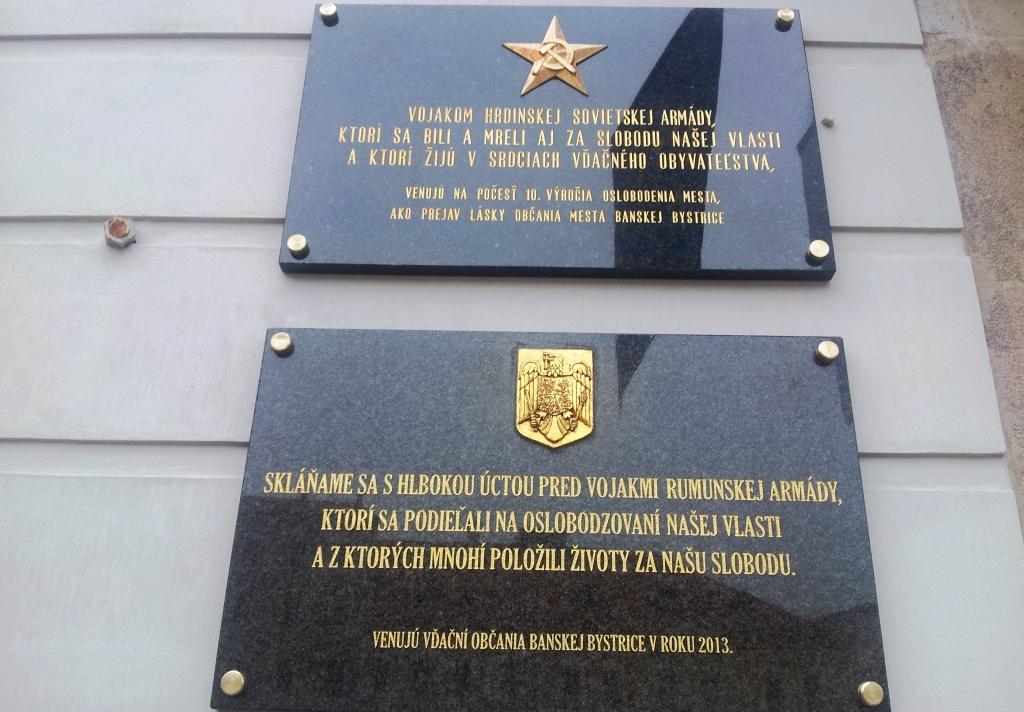 VOJAKOM HRDINSKEJ SOVIETSKEJ ARMÁDY,
KTORÍ SA BILI A MRELI AJ ZA SLOBODU NAŠEJ VLASTI
A KTORÍ ŽIJÚ V SRDCIACH VĎAČNÉHO OBYVATEĽSTVA,
VENUJÚ NA POČESŤ 10. VÝROČIA OSLOBODENIA MESTA,
AKO PREJAV LÁSKY OBČANIA MESTA BANSKEJ BYSTRICE
SKLÁŇAME SA S HLBOKOU ÚCTOU PRED VOJAKMI RUMUNSKEJ ARMÁDY,
KTORÍ SA PODIEĽALI NA OSLOBODZOVANÍ NAŠEJ VLASTI
A Z KTORÝCH MNOHÍ POLOŽILI ŽIVOTY ZA NAŠU SLOBODU.
VENUJÚ VĎAČNÍ OBČANIA BANSKEJ BYSTRICE V ROKU 2013.